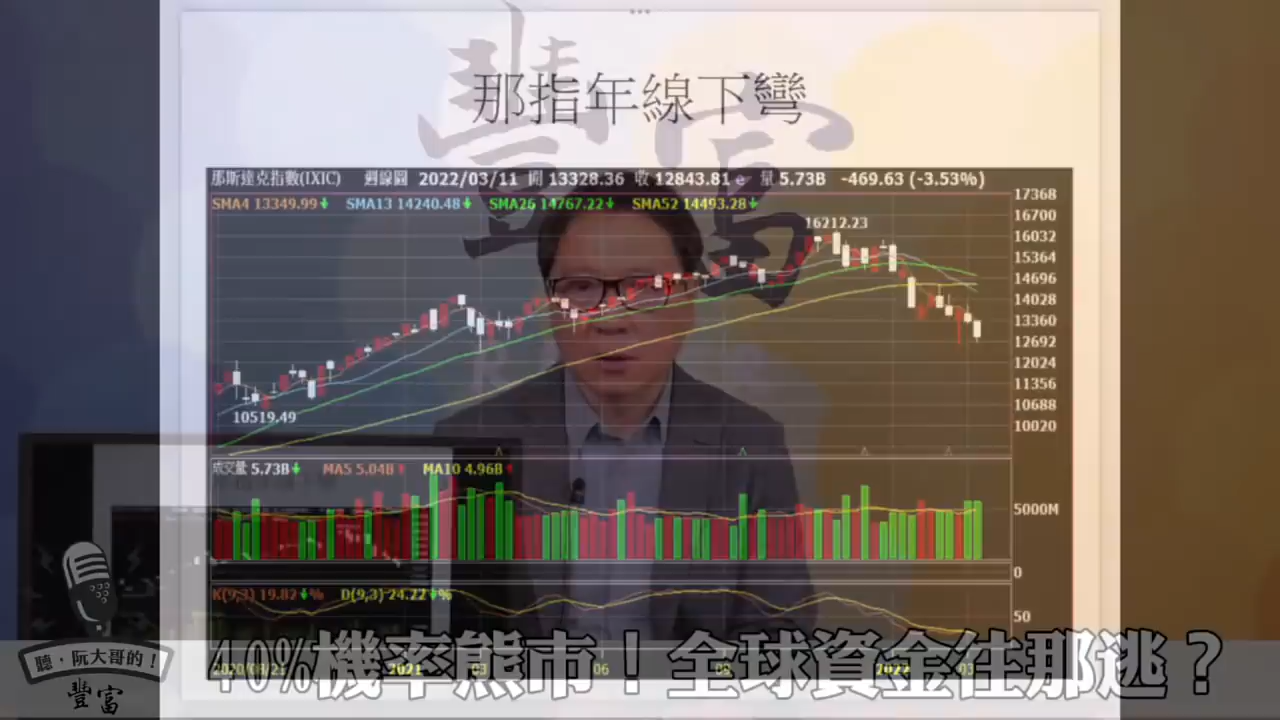 豐富
那指年線下彎
那斯達克指數(IXIC) 週線圖 2022/03/11 開 13328.36 收 12843.81 e 量 5.73B -469.63 (-3.53%)
SMA4 13349.99↓ SMA13 14240.48↓ SMA26 14767.22↓ SMA52 14493.28↓
17368
16700
16032
15364
14696
14028
13360
12692
12024
11356
10688
10020
16212.23
10519.49
成交量 5.73B↓ MA5 5.04B MA10 4.96B
5000M
0
K(9,3) 19.82↓% D(9,3) 24.22↓%
50
2021 03 06 09 2022 03
聽·阮大哥的!
豐富
40%機率熊市!全球資金往那逃?